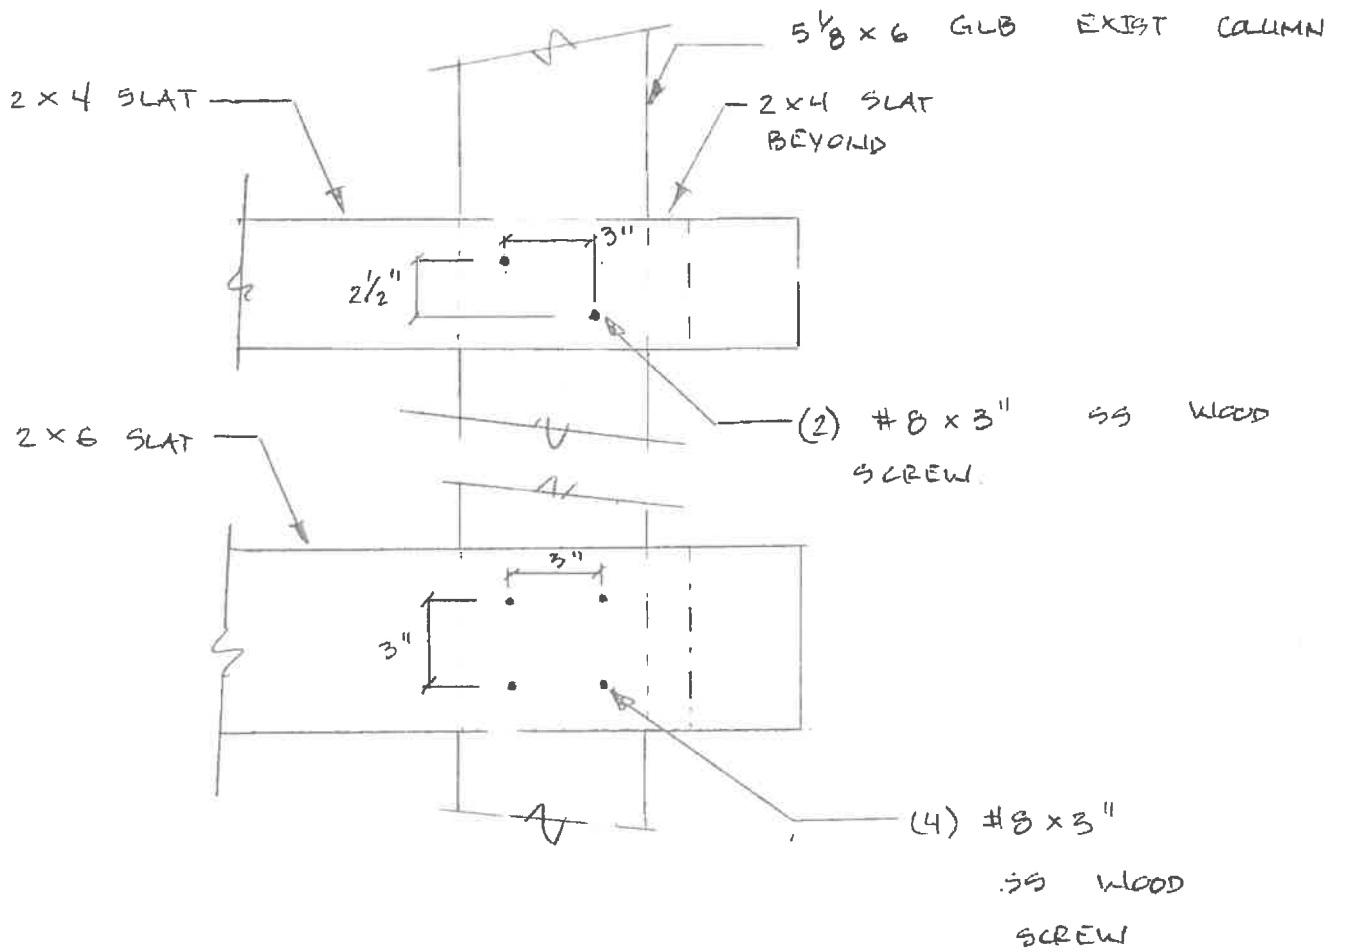 5 1/8 x 6 GLB EXIST COLUMN
2 x 4 SLAT
2 x 4 SLAT
BEYOND
3"
2 1/2"
(2) #8 x 3" SS WOOD
SCREW.
2 x 6 SLAT
3"
3"
(4) #8 x 3"
SS WOOD
SCREW